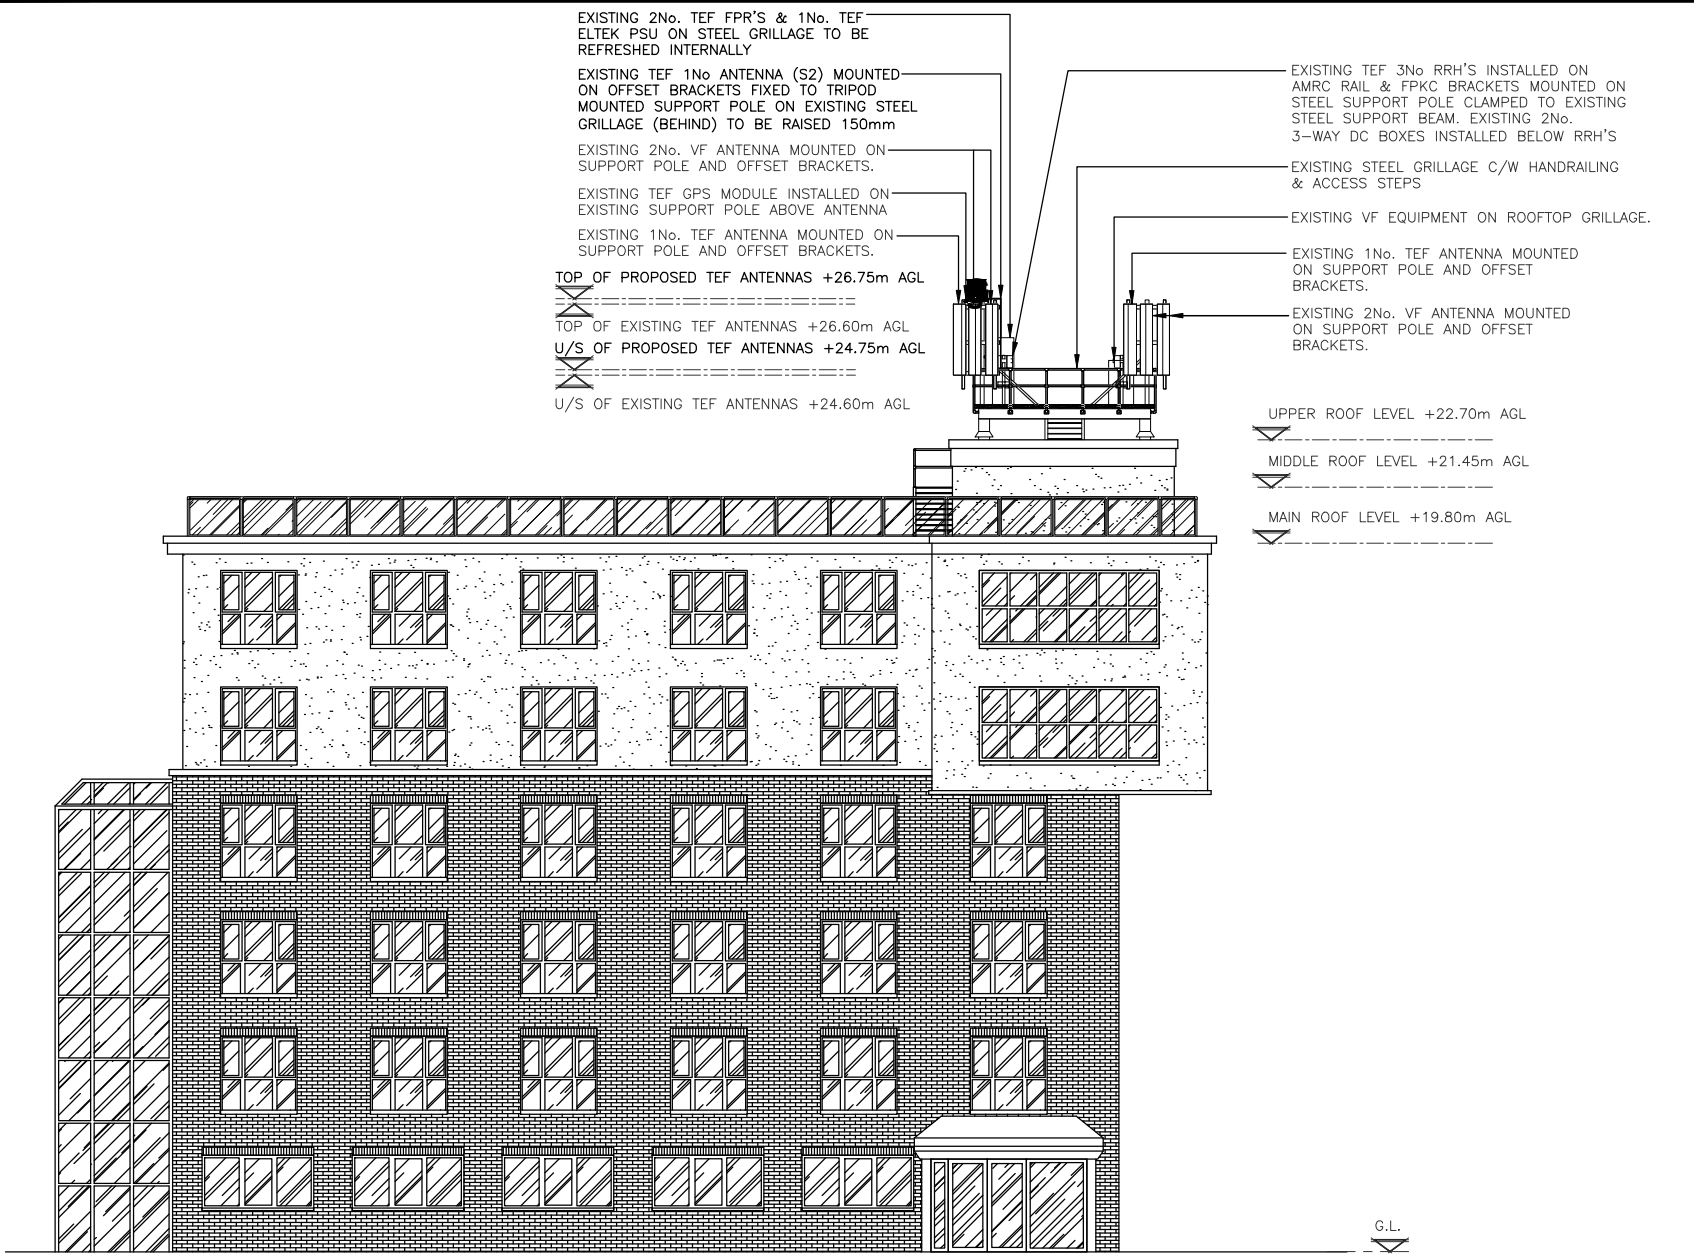 EXISTING 2No. TEF FPR'S & 1No. TEF
ELTEK PSU ON STEEL GRILLAGE TO BE
REFRESHED INTERNALLY
EXISTING TEF 1No ANTENNA (S2) MOUNTED
ON OFFSET BRACKETS FIXED TO TRIPOD
MOUNTED SUPPORT POLE ON EXISTING STEEL
GRILLAGE (BEHIND) TO BE RAISED 150mm
EXISTING 2No. VF ANTENNA MOUNTED ON
SUPPORT POLE AND OFFSET BRACKETS.
EXISTING TEF GPS MODULE INSTALLED ON
EXISTING SUPPORT POLE ABOVE ANTENNA
EXISTING 1No. TEF ANTENNA MOUNTED ON
SUPPORT POLE AND OFFSET BRACKETS.
TOP OF PROPOSED TEF ANTENNAS +26.75m AGL
TOP OF EXISTING TEF ANTENNAS +26.60m AGL
U/S OF PROPOSED TEF ANTENNAS +24.75m AGL
U/S OF EXISTING TEF ANTENNAS +24.60m AGL
EXISTING TEF 3No RRH'S INSTALLED ON
AMRC RAIL & FPKC BRACKETS MOUNTED ON
STEEL SUPPORT POLE CLAMPED TO EXISTING
STEEL SUPPORT BEAM. EXISTING 2No.
3-WAY DC BOXES INSTALLED BELOW RRH'S
EXISTING STEEL GRILLAGE C/W HANDRAILING
& ACCESS STEPS
EXISTING VF EQUIPMENT ON ROOFTOP GRILLAGE.
EXISTING 1No. TEF ANTENNA MOUNTED
ON SUPPORT POLE AND OFFSET
BRACKETS.
EXISTING 2No. VF ANTENNA MOUNTED
ON SUPPORT POLE AND OFFSET
BRACKETS.
UPPER ROOF LEVEL +22.70m AGL
MIDDLE ROOF LEVEL +21.45m AGL
MAIN ROOF LEVEL +19.80m AGL
G.L.